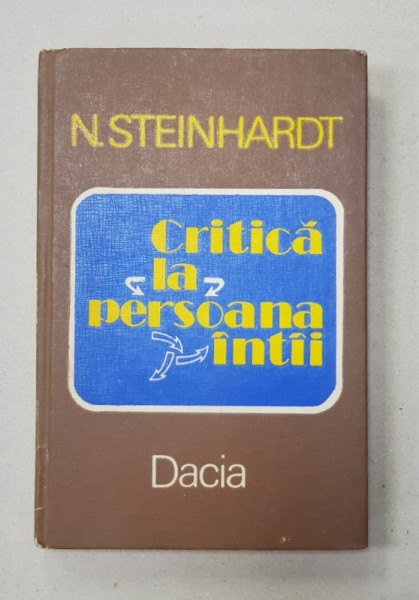 N. STEINHARDT
Critică
la
persoana
întîi
Dacia